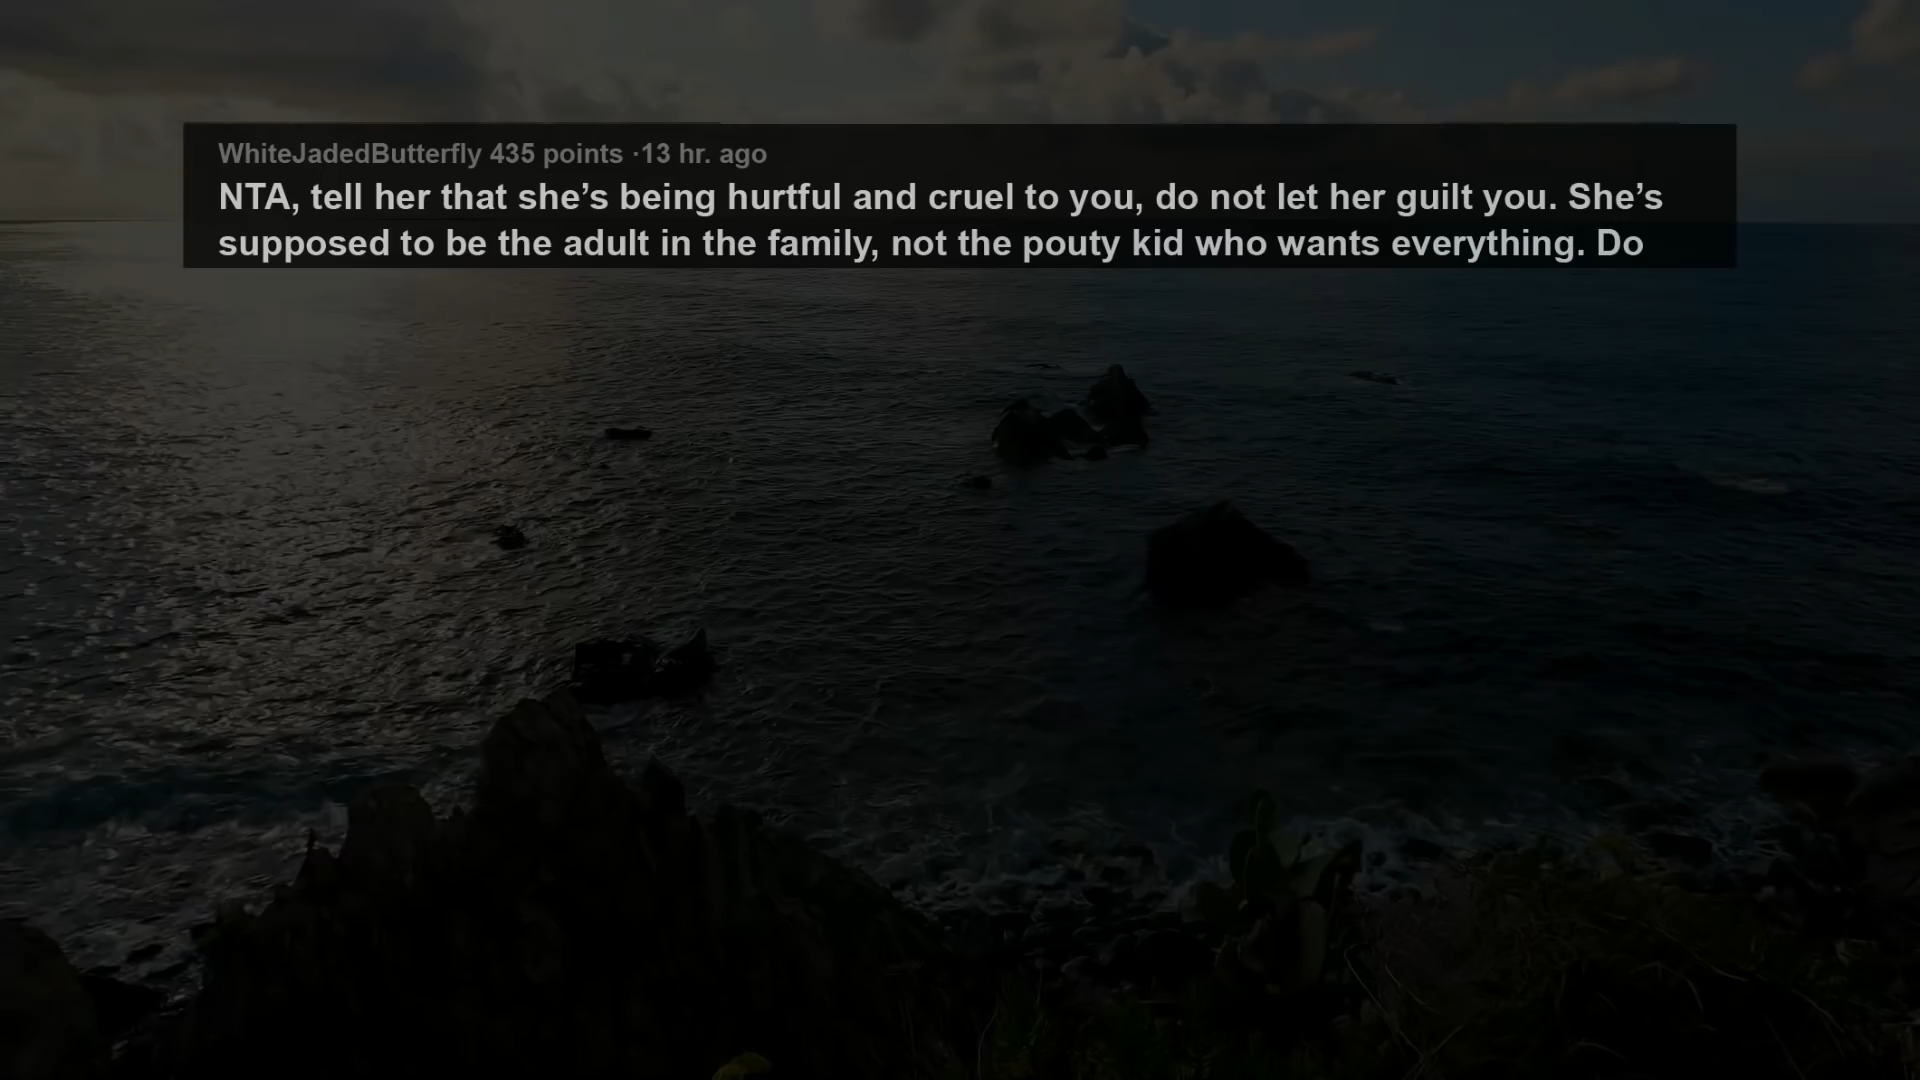 WhiteJadedButterfly 435 points ·13 hr. ago
NTA, tell her that she’s being hurtful and cruel to you, do not let her guilt you. She’s
supposed to be the adult in the family, not the pouty kid who wants everything. Do